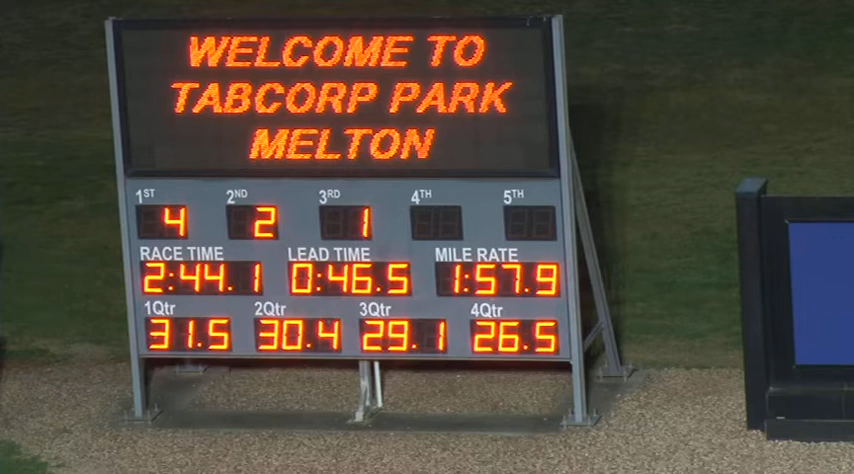 WELCOME TO
TABCORP PARK
MELTON
1ST 2ND 3RD 4TH 5TH
4 2 1
RACE TIME LEAD TIME MILE RATE
2:44.1 0:46.5 1:57.9
1Qtr 2Qtr 3Qtr 4Qtr
31.5 30.4 29.1 26.5